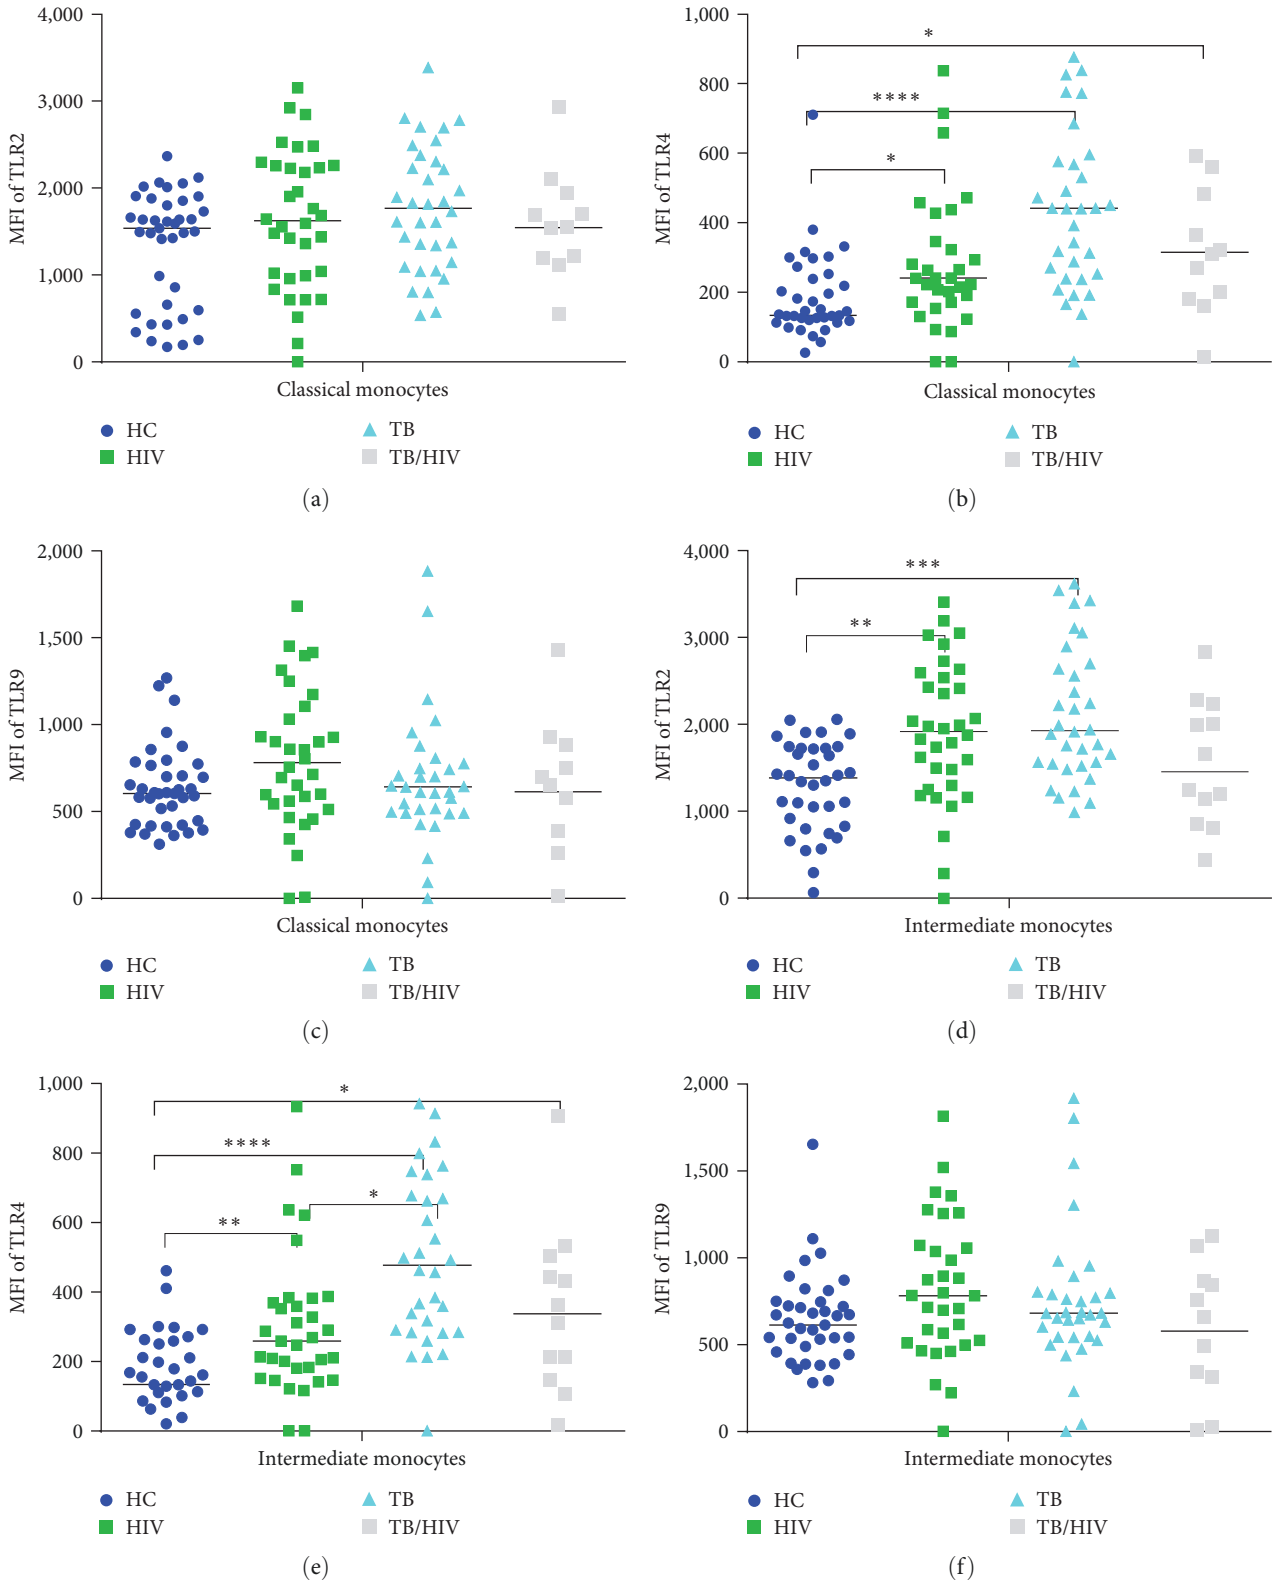 4,000
3,000
2,000
1,000
0
MFI of TLR2
Classical monocytes
HC
HIV
TB
TB/HIV
(a)
1,000
800
600
400
200
0
MFI of TLR4
*
****
*
Classical monocytes
HC
HIV
TB
TB/HIV
(b)
2,000
1,500
1,000
500
0
MFI of TLR9
Classical monocytes
HC
HIV
TB
TB/HIV
(c)
4,000
3,000
2,000
1,000
0
MFI of TLR2
***
**
Intermediate monocytes
HC
HIV
TB
TB/HIV
(d)
1,000
800
600
400
200
0
MFI of TLR4
*
****
*
**
Intermediate monocytes
HC
HIV
TB
TB/HIV
(e)
2,000
1,500
1,000
500
0
MFI of TLR9
Intermediate monocytes
HC
HIV
TB
TB/HIV
(f)